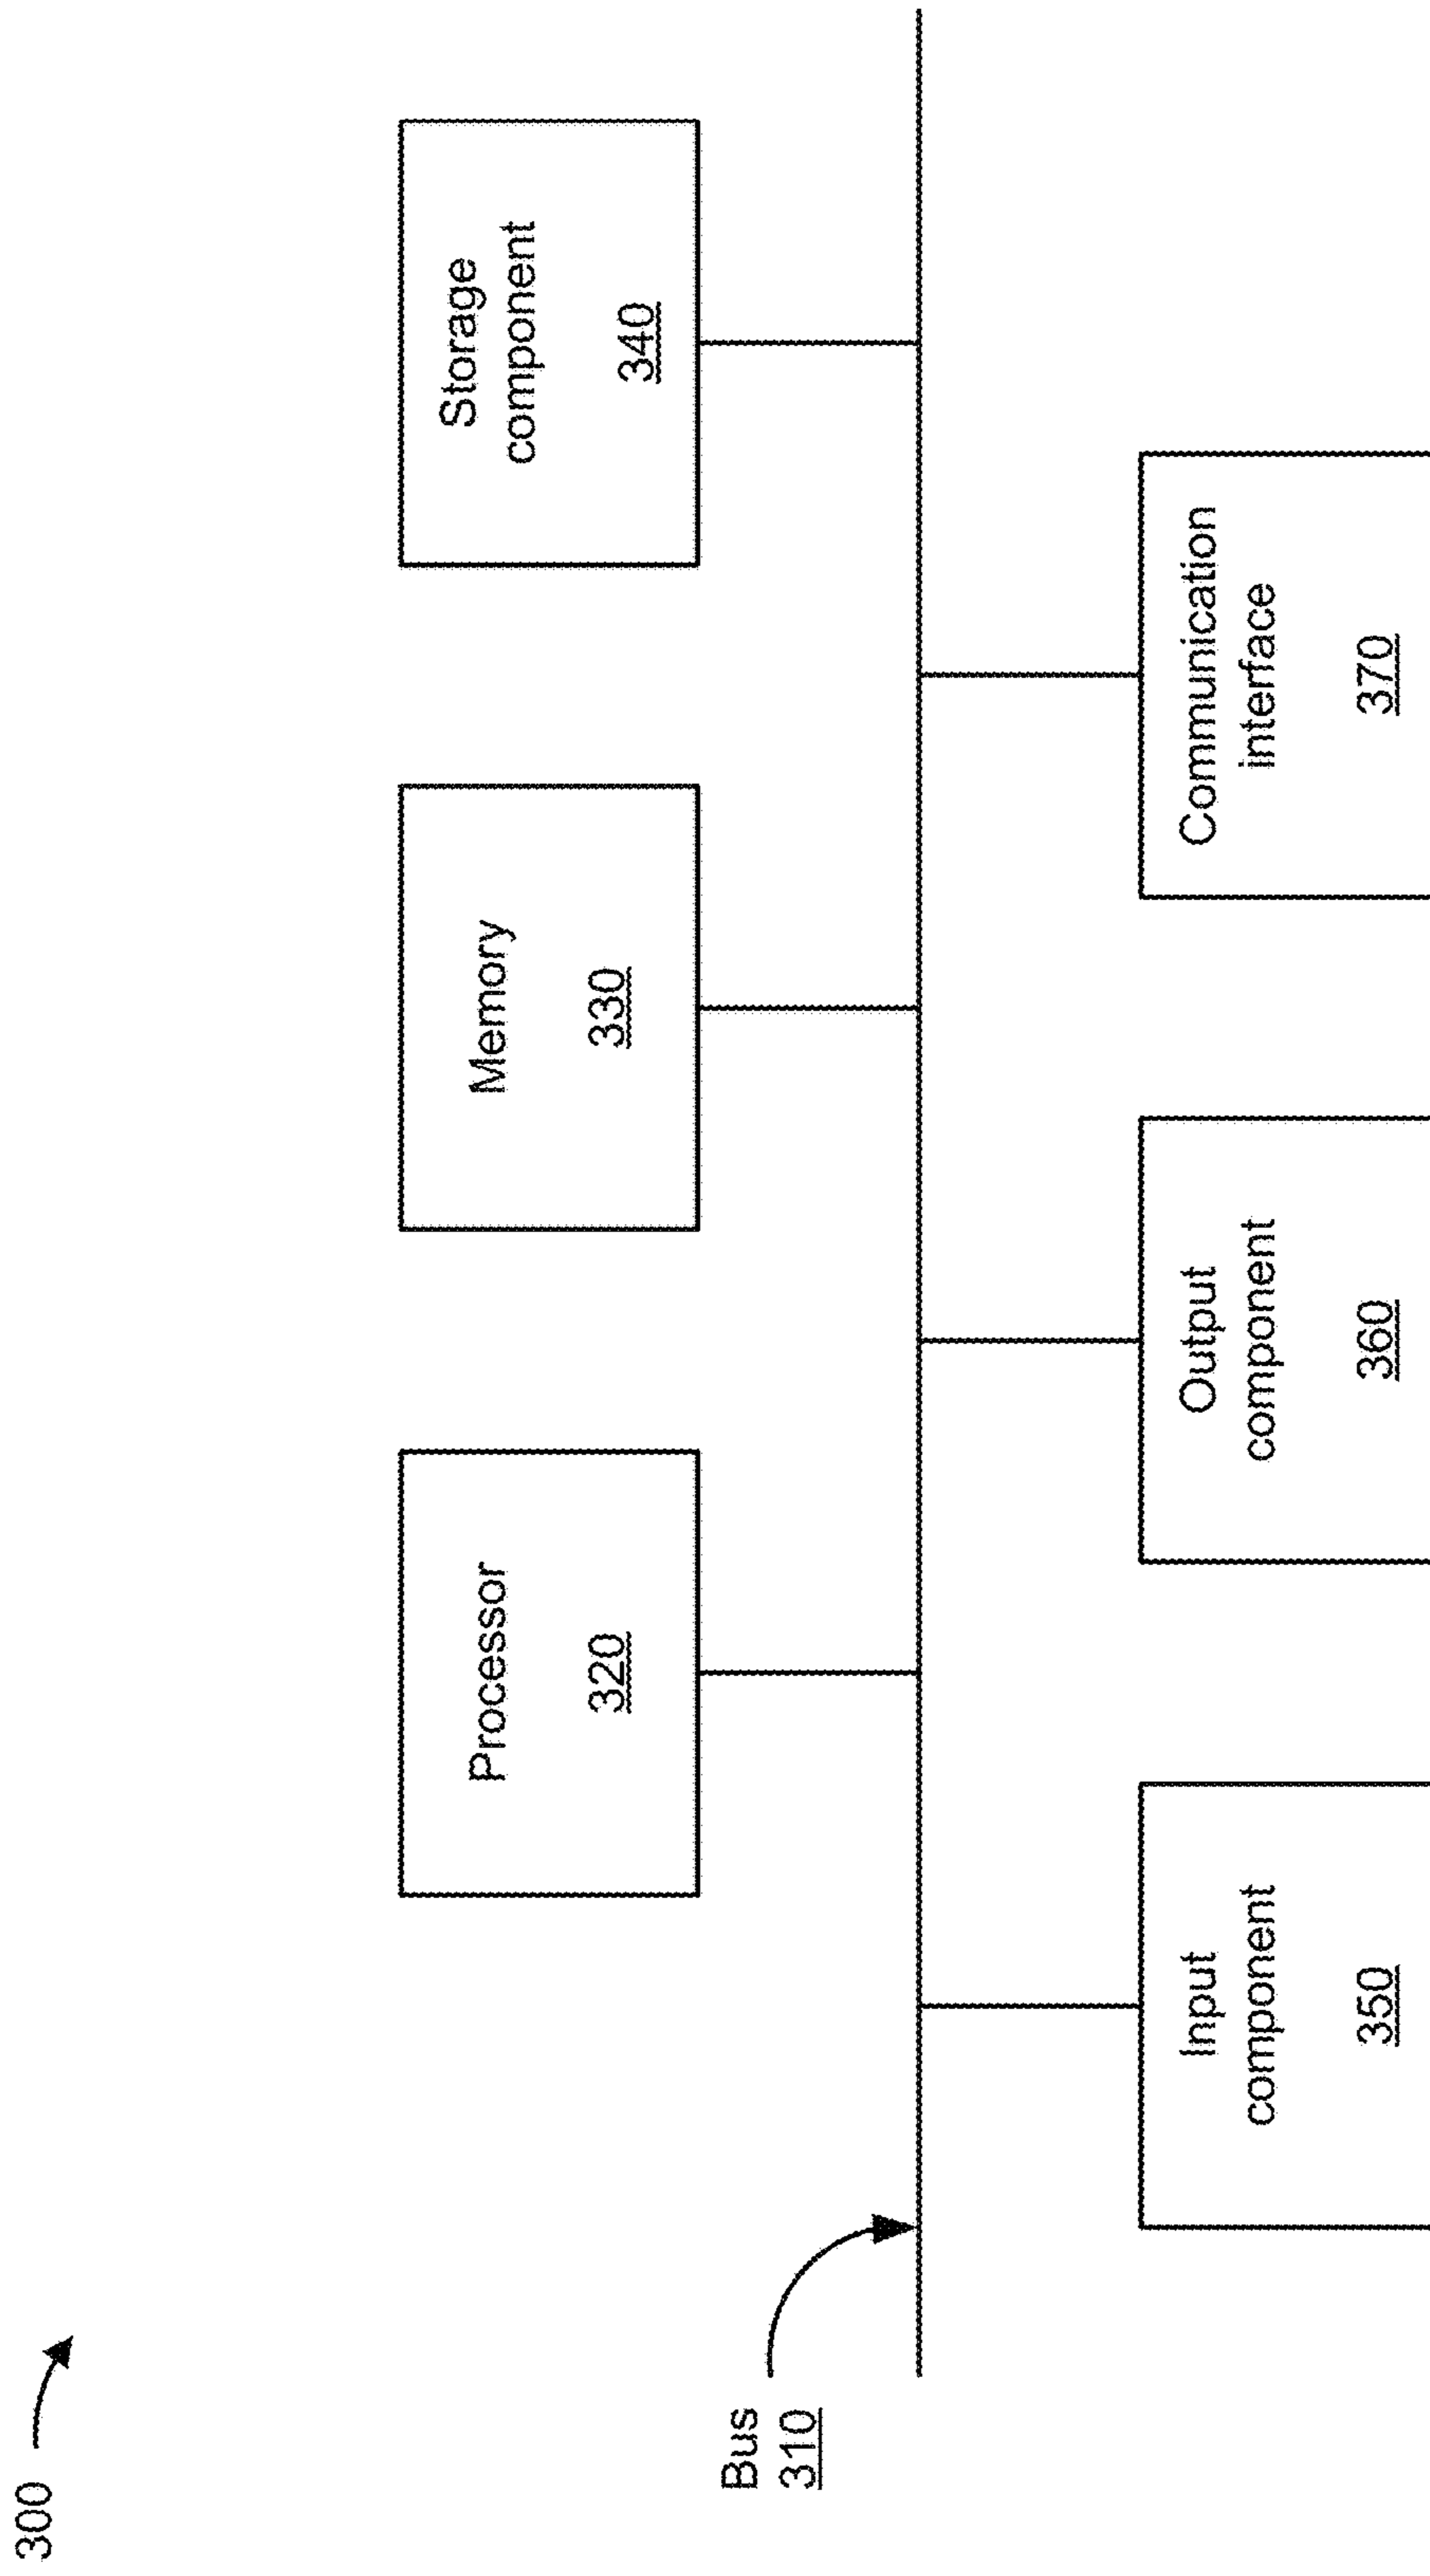 300
Processor
320
Memory
330
Storage
component
340
Bus
310
Input
component
350
Output
component
360
Communication
interface
370